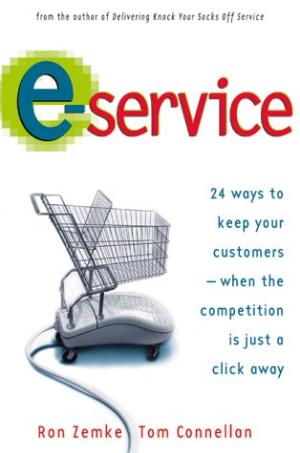 from the author of Delivering Knock Your Socks Off Service
e-service
24 ways to
keep your
customers
—when the
competition
is just a
click away
Ron Zemke Tom Connellan